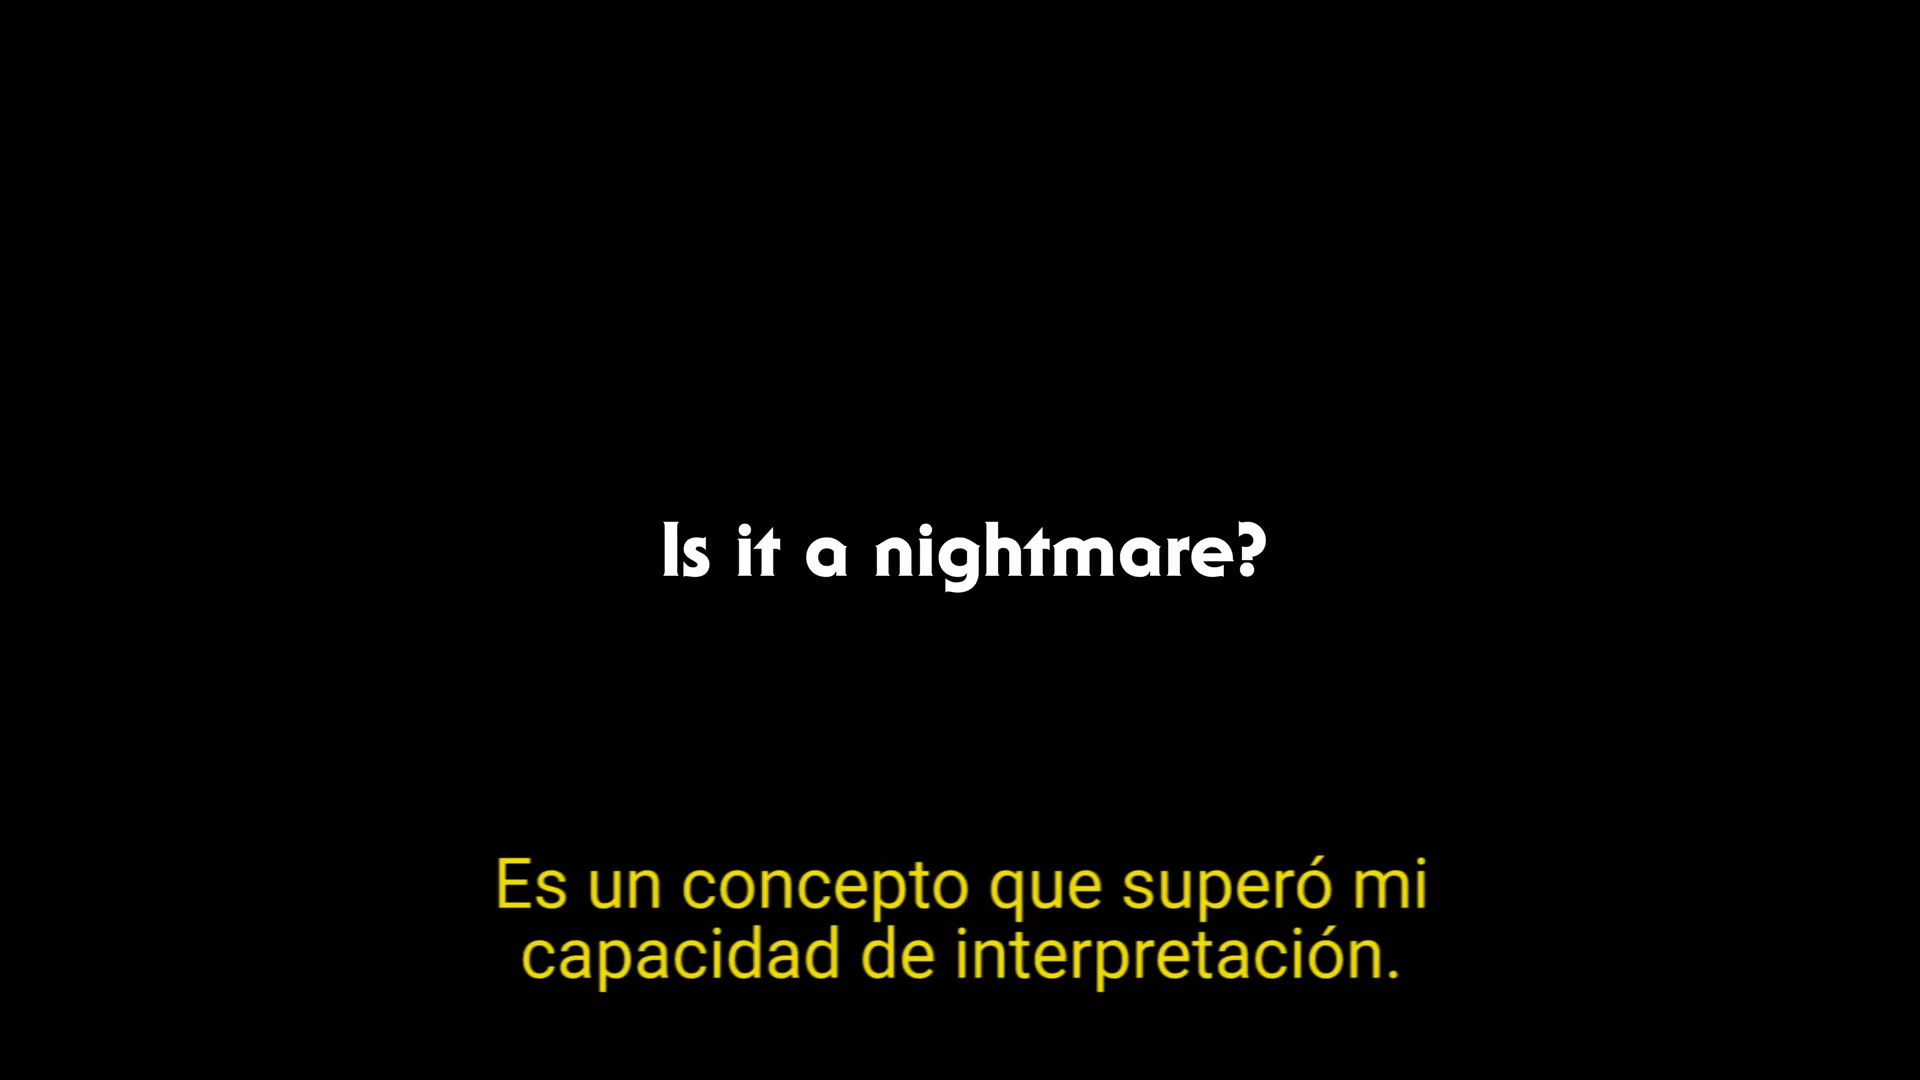 Is it a nightmare?
Es un concepto que superó mi
capacidad de interpretación.